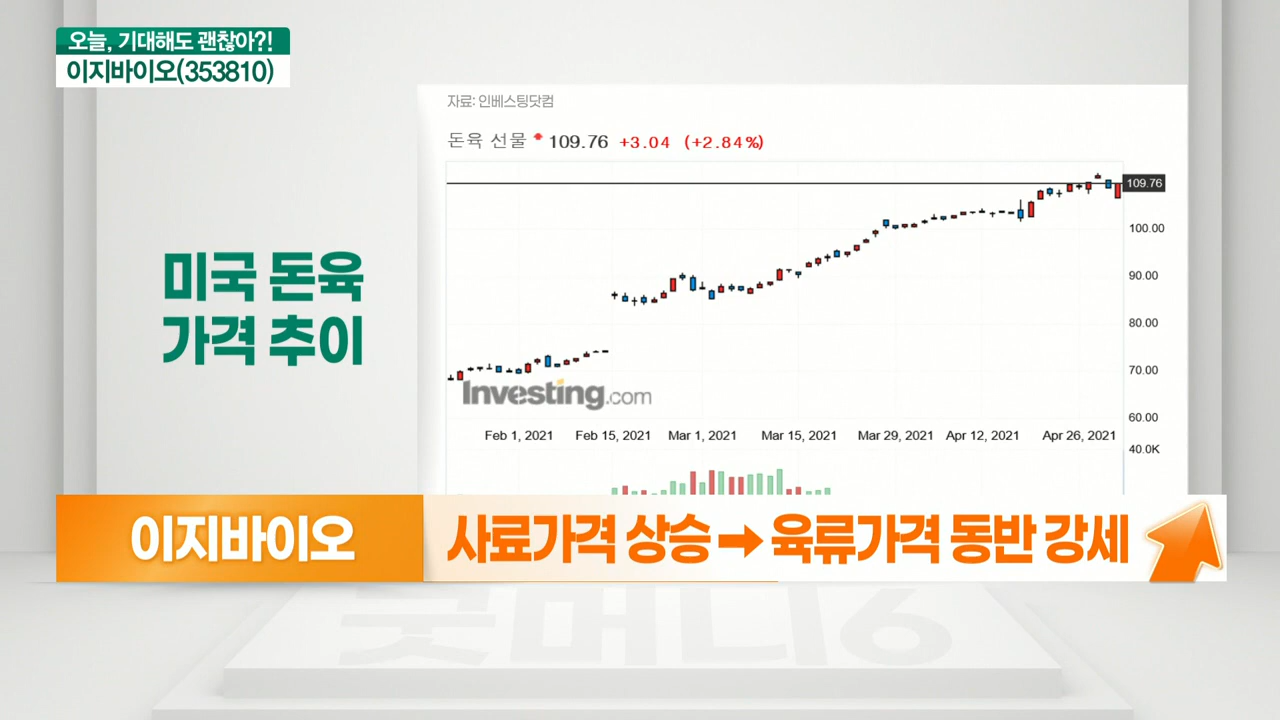 오늘, 기대해도 괜찮아?!
이지바이오(353810)
자료: 인베스팅닷컴
돈육 선물 109.76 +3.04 (+2.84%)
미국 돈육
가격 추이
109.76
100.00
90.00
80.00
70.00
60.00
40.0K
Investing.com
Feb 1, 2021 Feb 15, 2021 Mar 1, 2021 Mar 15, 2021 Mar 29, 2021 Apr 12, 2021 Apr 26, 2021
이지바이오
사료가격 상승➡육류가격 동반 강세
굿머니6